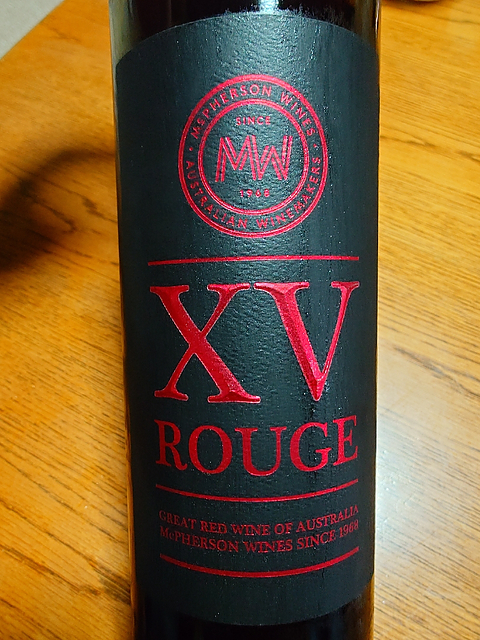 McPHERSON WINES
SINCE
MW
1968
AUSTRALIAN WINEMAKERS
XV
ROUGE
GREAT RED WINE OF AUSTRALIA
McPHERSON WINES SINCE 1968